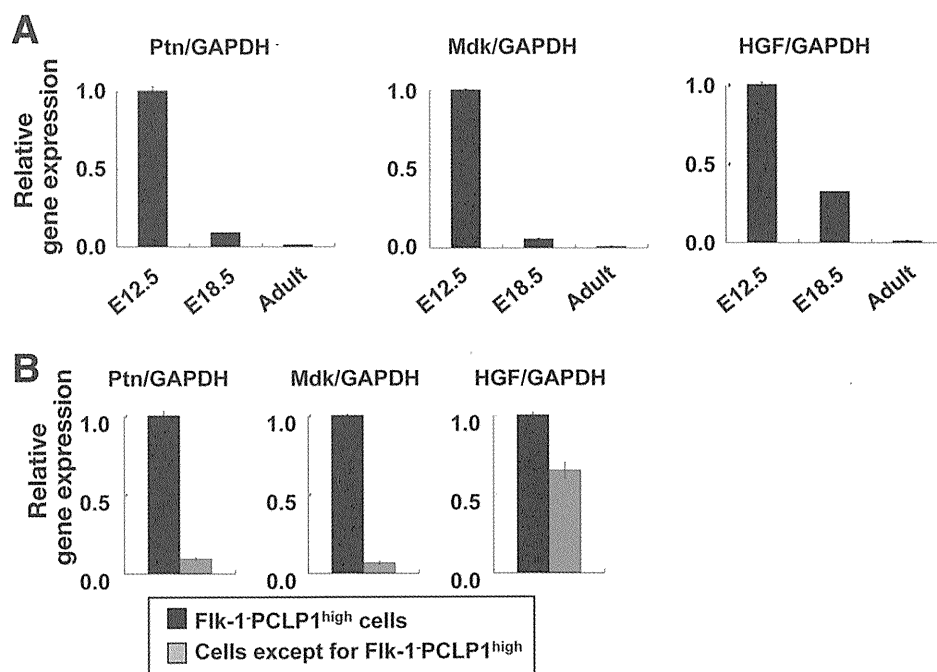 A
Ptn/GAPDH
Mdk/GAPDH
HGF/GAPDH
Relative gene expression
1.0
0.5
0.0
E12.5
E18.5
Adult
1.0
0.5
0.0
E12.5
E18.5
Adult
1.0
0.5
0.0
E12.5
E18.5
Adult
B
Ptn/GAPDH
Mdk/GAPDH
HGF/GAPDH
Relative gene expression
1.0
0.5
0.0
1.0
0.5
0.0
1.0
0.5
0.0
Flk-1⁻PCLP1ʰⁱᵍʰ cells
Cells except for Flk-1⁻PCLP1ʰⁱᵍʰ